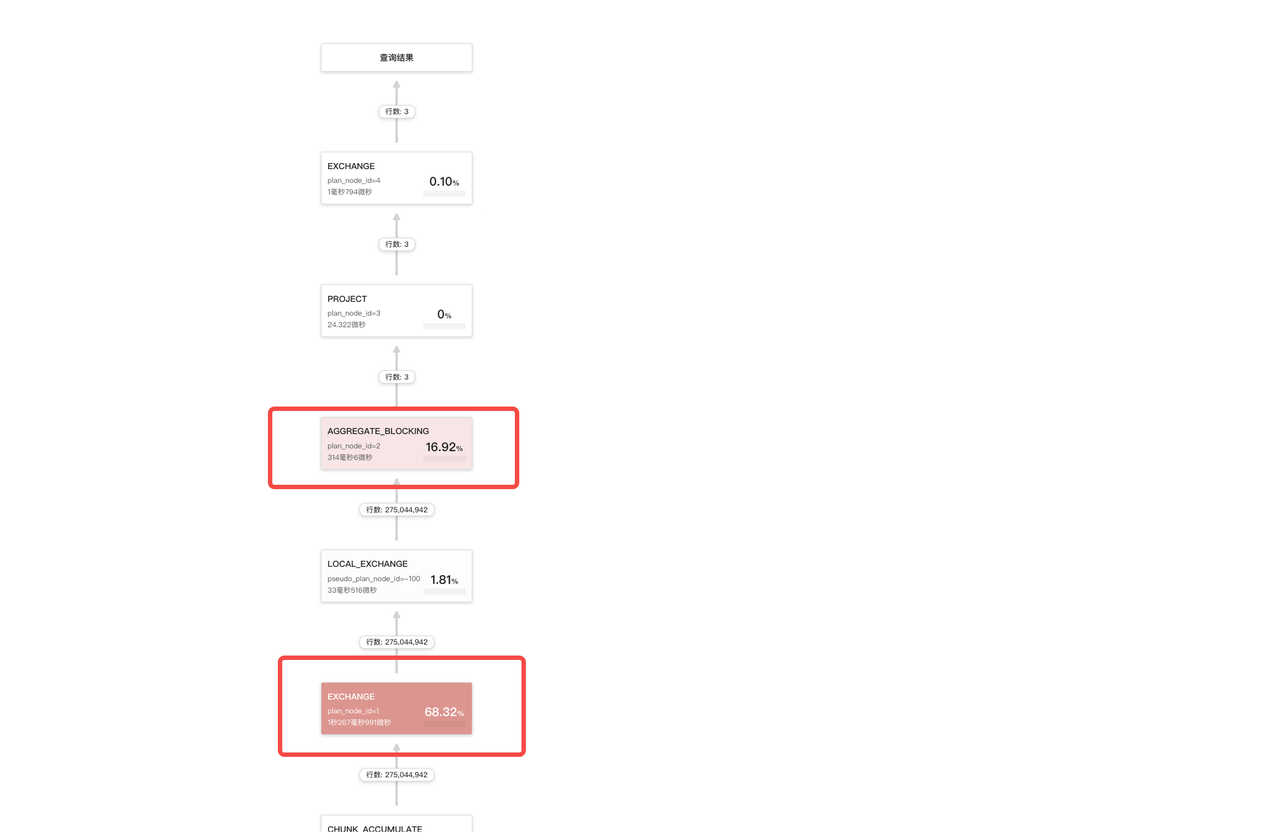 查询结果
行数: 3
EXCHANGE
plan_node_id=4
0.10%
1毫秒794微秒
行数: 3
PROJECT
plan_node_id=3
0%
24.322微秒
行数: 3
AGGREGATE_BLOCKING
plan_node_id=2
16.92%
314毫秒6微秒
行数: 275,044,942
LOCAL_EXCHANGE
pseudo_plan_node_id=-100
1.81%
33毫秒516微秒
行数: 275,044,942
EXCHANGE
plan_node_id=1
68.32%
1秒267毫秒991微秒
行数: 275,044,942
CHUNK_ACCUMULATE